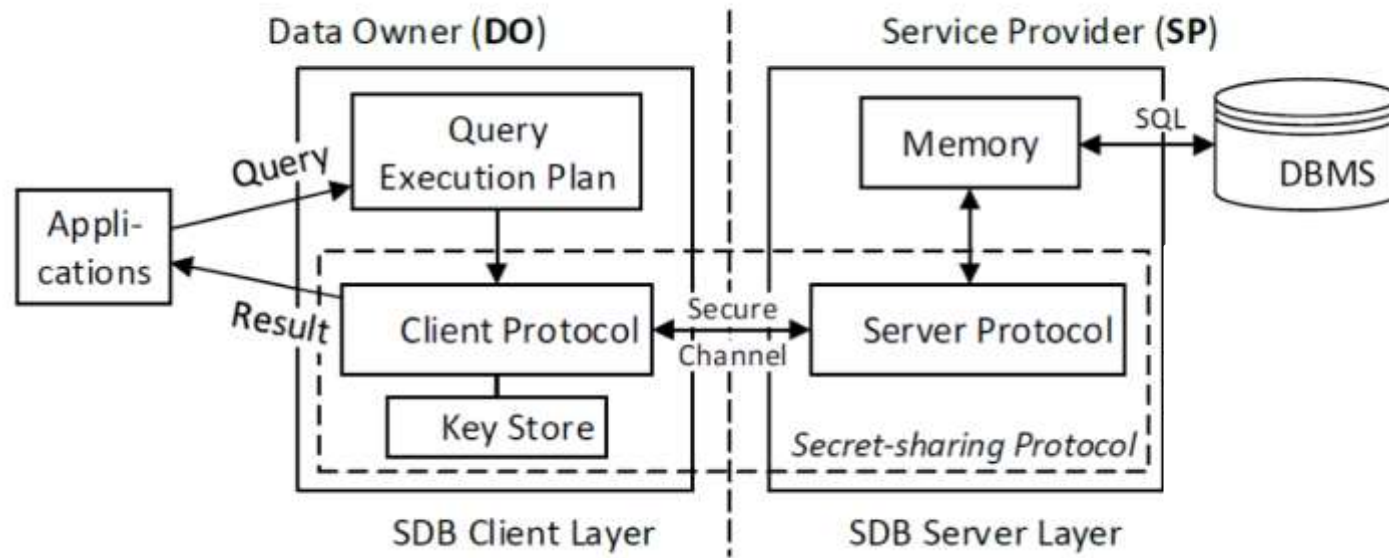 Data Owner (DO)
Service Provider (SP)
Query
Execution Plan
Memory
SQL
DBMS
Query
Appli-
cations
Result
Client Protocol
Secure
Channel
Server Protocol
Key Store
Secret-sharing Protocol
SDB Client Layer
SDB Server Layer